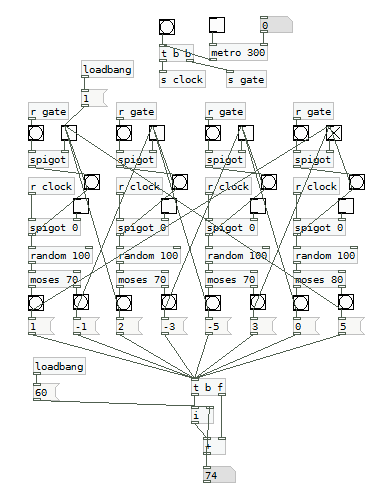 0
t b b
metro 300
loadbang
s clock
s gate
1
r gate
r gate
r gate
r gate
spigot
spigot
spigot
spigot
r clock
r clock
r clock
r clock
spigot 0
spigot 0
spigot 0
spigot 0
random 100
random 100
random 100
random 100
moses 70
moses 70
moses 70
moses 80
1
-1
2
-3
-5
3
0
5
loadbang
60
t b f
i
+
74